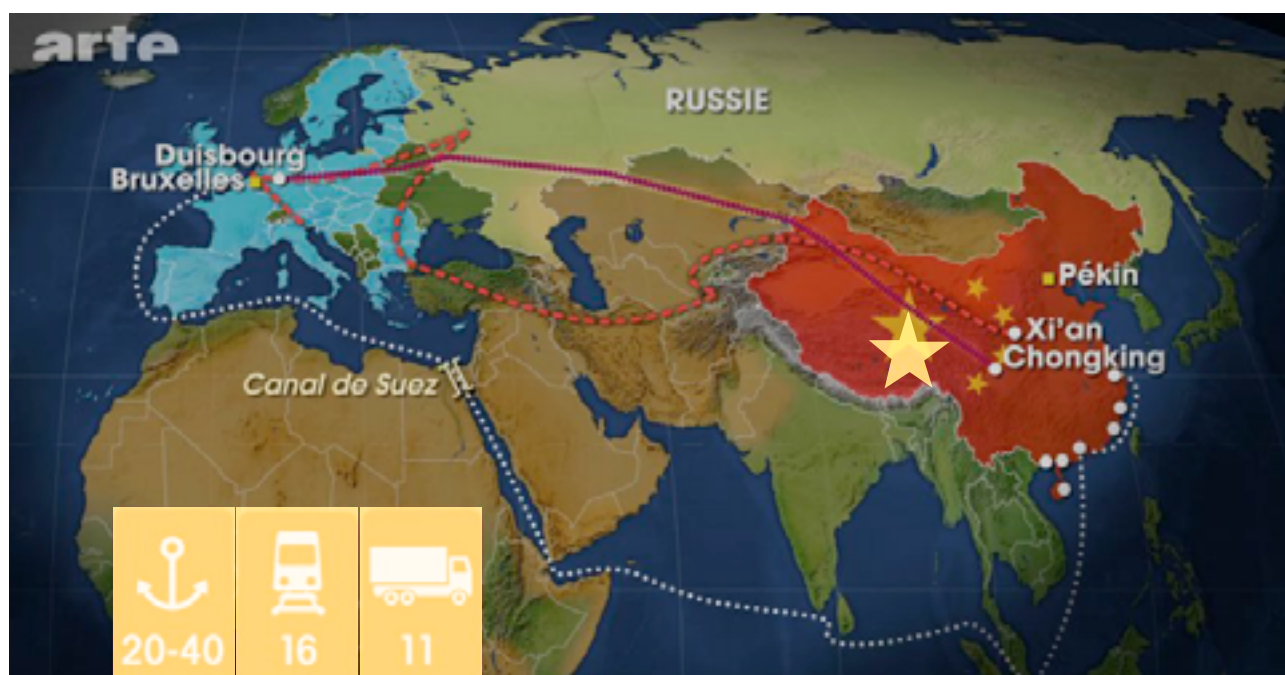 arte
RUSSIE
Duisbourg
Bruxelles
Pékin
Xi'an
Chongking
Canal de Suez
20-40
16
11